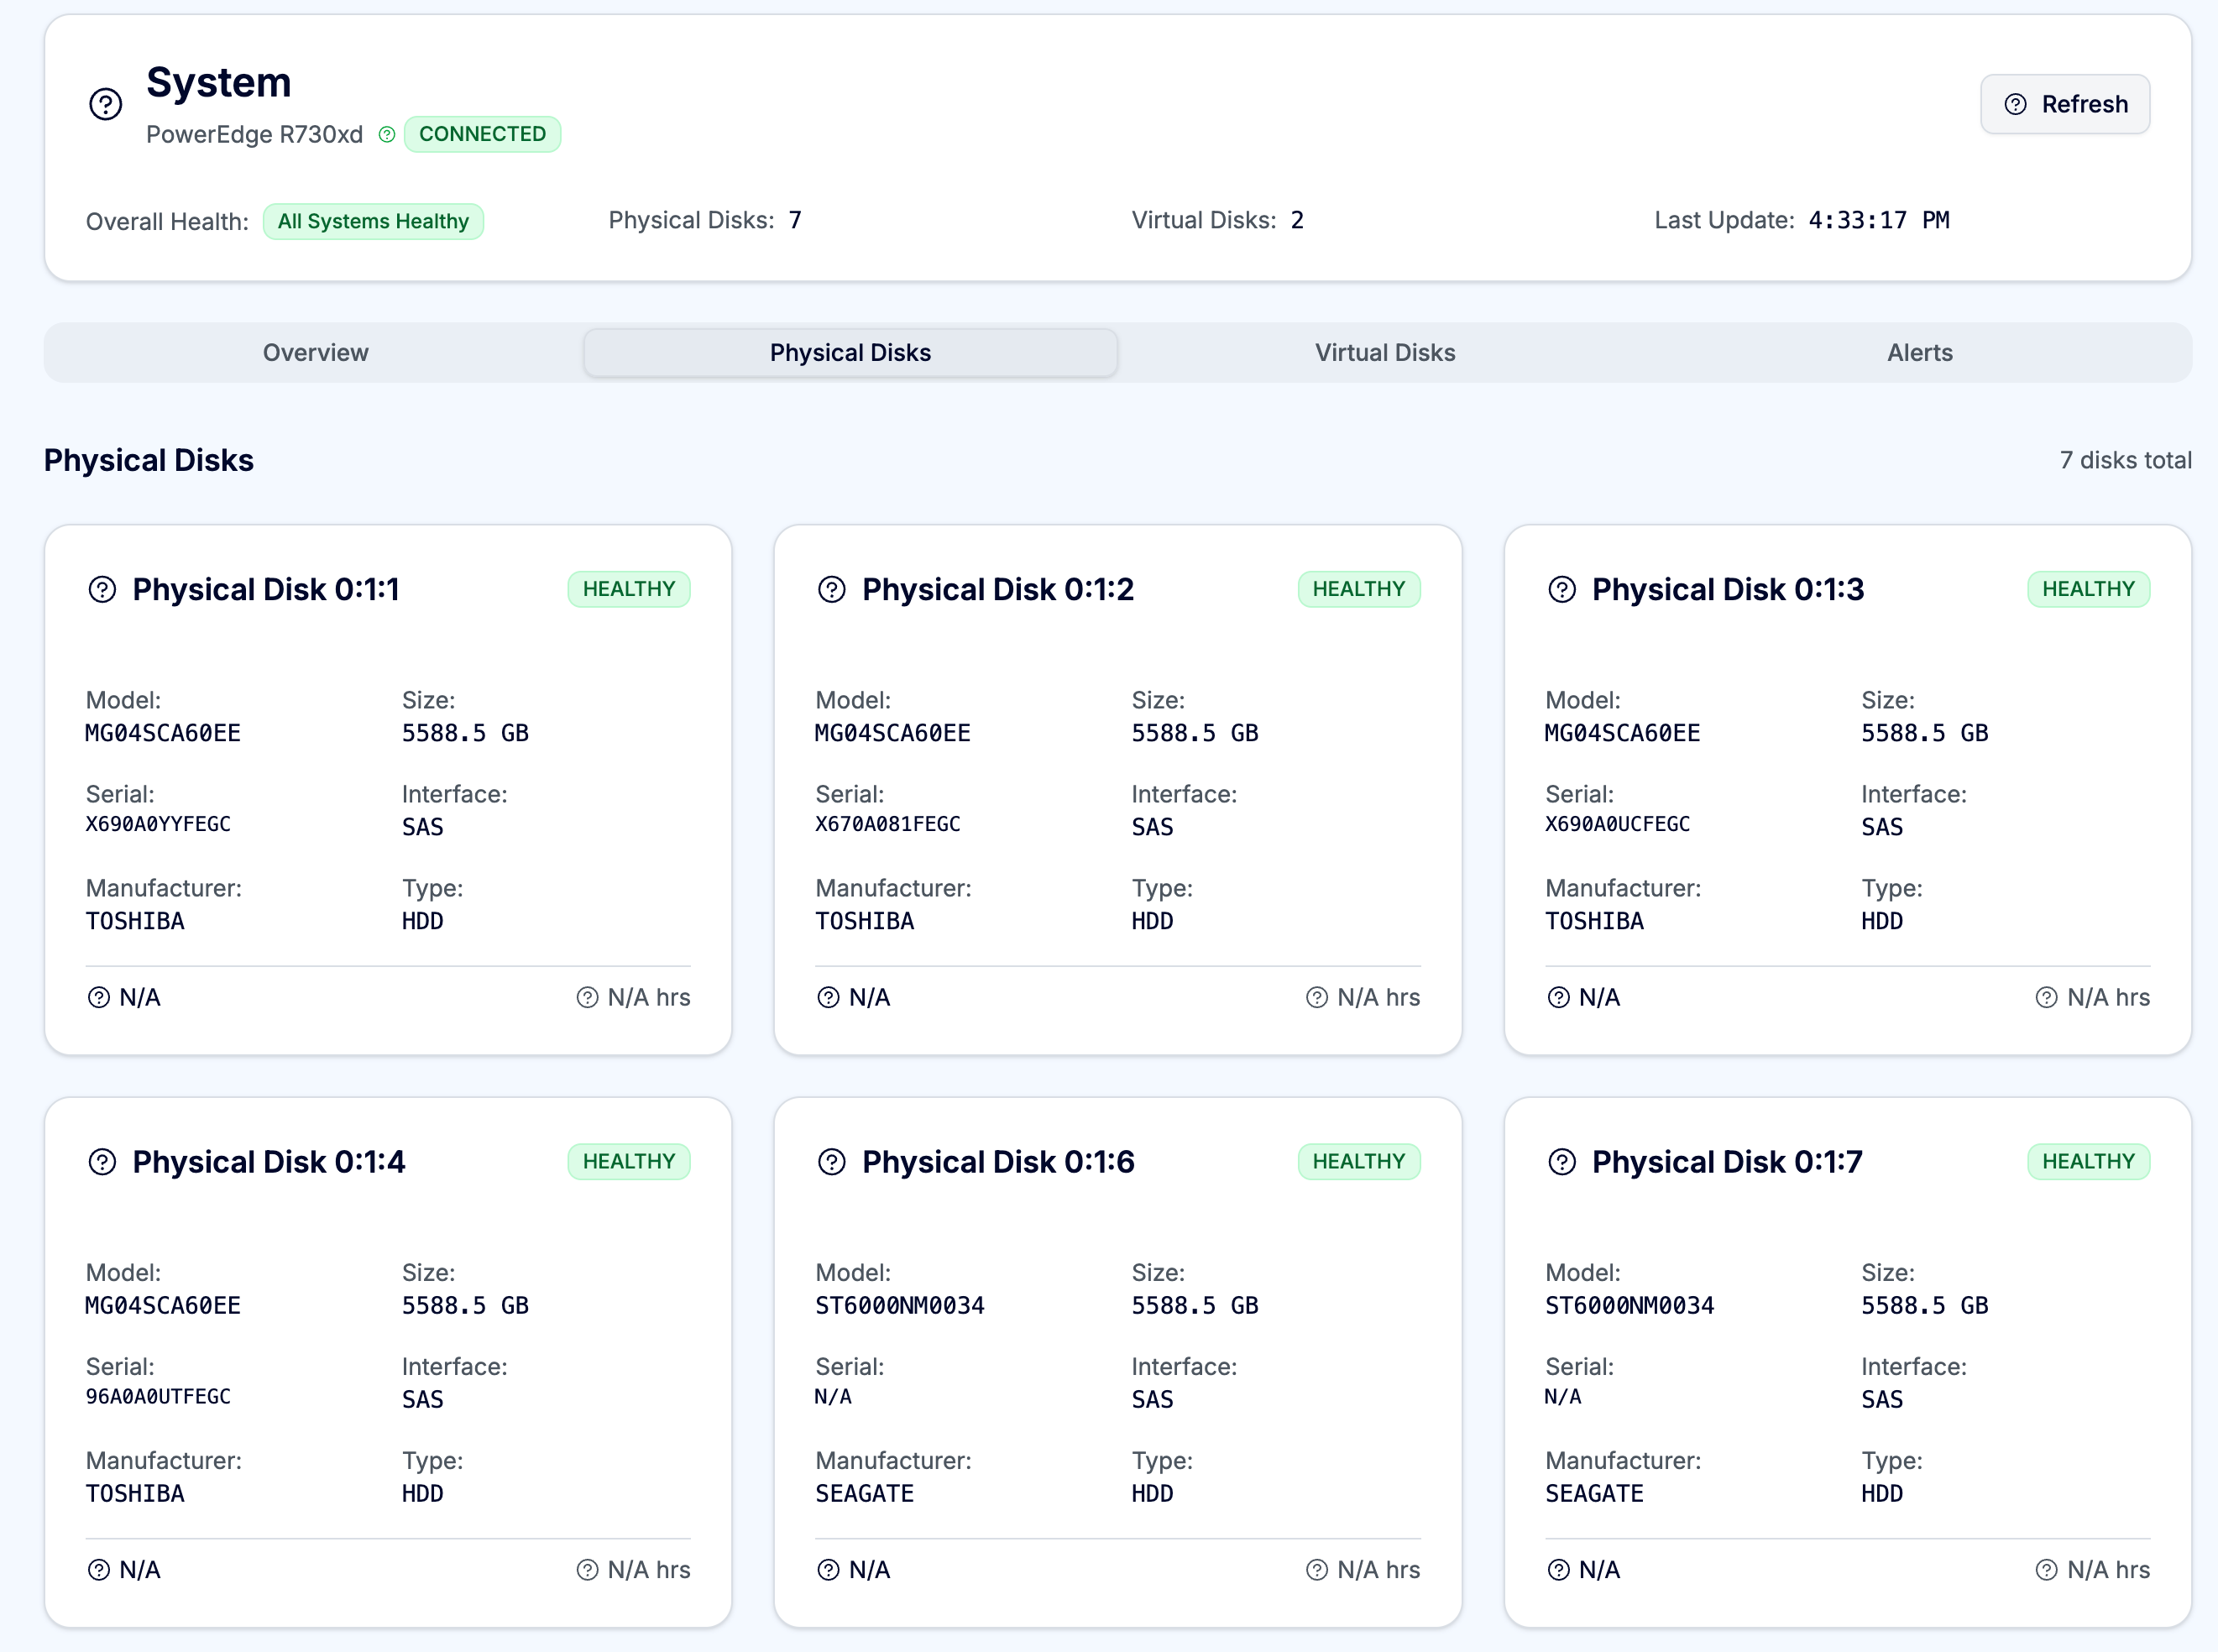 System
PowerEdge R730xd CONNECTED
Refresh
Overall Health: All Systems Healthy
Physical Disks: 7
Virtual Disks: 2
Last Update: 4:33:17 PM
Overview
Physical Disks
Virtual Disks
Alerts
Physical Disks
7 disks total
Physical Disk 0:1:1 HEALTHY
Model: Size:
MG04SCA60EE 5588.5 GB
Serial: Interface:
X690A0YYFEGC SAS
Manufacturer: Type:
TOSHIBA HDD
N/A N/A hrs
Physical Disk 0:1:2 HEALTHY
Model: Size:
MG04SCA60EE 5588.5 GB
Serial: Interface:
X670A081FEGC SAS
Manufacturer: Type:
TOSHIBA HDD
N/A N/A hrs
Physical Disk 0:1:3 HEALTHY
Model: Size:
MG04SCA60EE 5588.5 GB
Serial: Interface:
X690A0UCFEGC SAS
Manufacturer: Type:
TOSHIBA HDD
N/A N/A hrs
Physical Disk 0:1:4 HEALTHY
Model: Size:
MG04SCA60EE 5588.5 GB
Serial: Interface:
96A0A0UTFEGC SAS
Manufacturer: Type:
TOSHIBA HDD
N/A N/A hrs
Physical Disk 0:1:6 HEALTHY
Model: Size:
ST6000NM0034 5588.5 GB
Serial: Interface:
N/A SAS
Manufacturer: Type:
SEAGATE HDD
N/A N/A hrs
Physical Disk 0:1:7 HEALTHY
Model: Size:
ST6000NM0034 5588.5 GB
Serial: Interface:
N/A SAS
Manufacturer: Type:
SEAGATE HDD
N/A N/A hrs